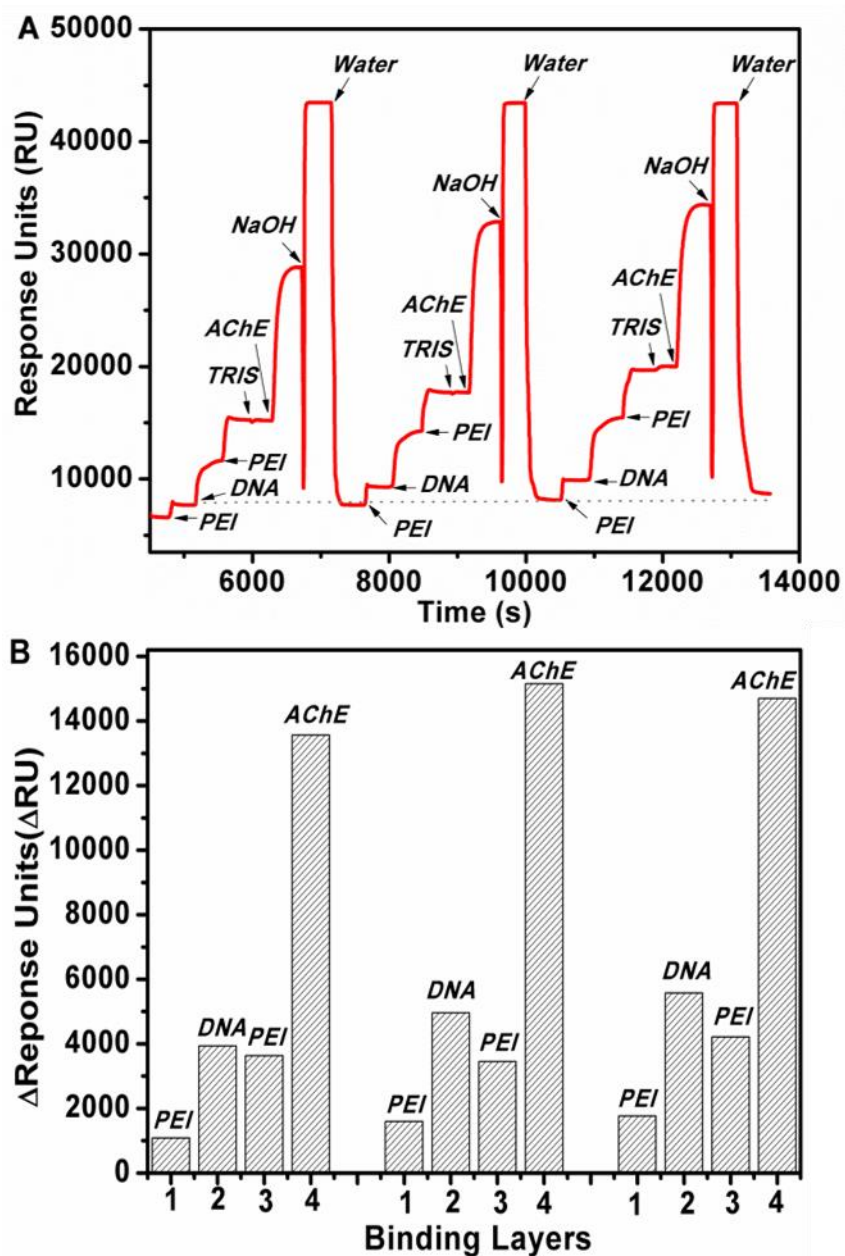 A
50000
40000
30000
20000
10000
Response Units (RU)
Water
NaOH
AChE
TRIS
PEI
DNA
PEI
Water
NaOH
AChE
TRIS
PEI
DNA
PEI
Water
NaOH
AChE
TRIS
PEI
DNA
PEI
6000 8000 10000 12000 14000
Time (s)
B
16000
14000
12000
10000
8000
6000
4000
2000
0
ΔReponse Units(ΔRU)
PEI
DNA
PEI
AChE
PEI
DNA
PEI
AChE
PEI
DNA
PEI
AChE
1 2 3 4 1 2 3 4 1 2 3 4
Binding Layers